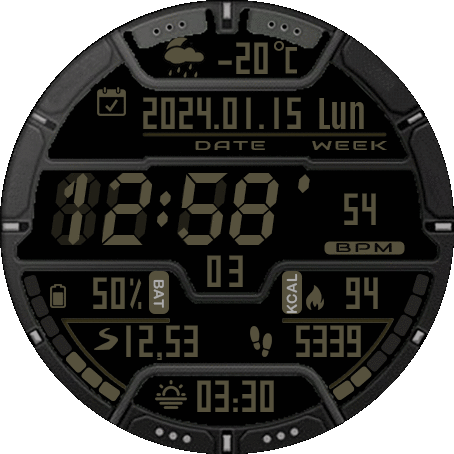 -20°C
2024.01.15 Lun
DATE WEEK
12:58 54
BPM
03
50% BAT KCAL 94
12,53 5339
03:30